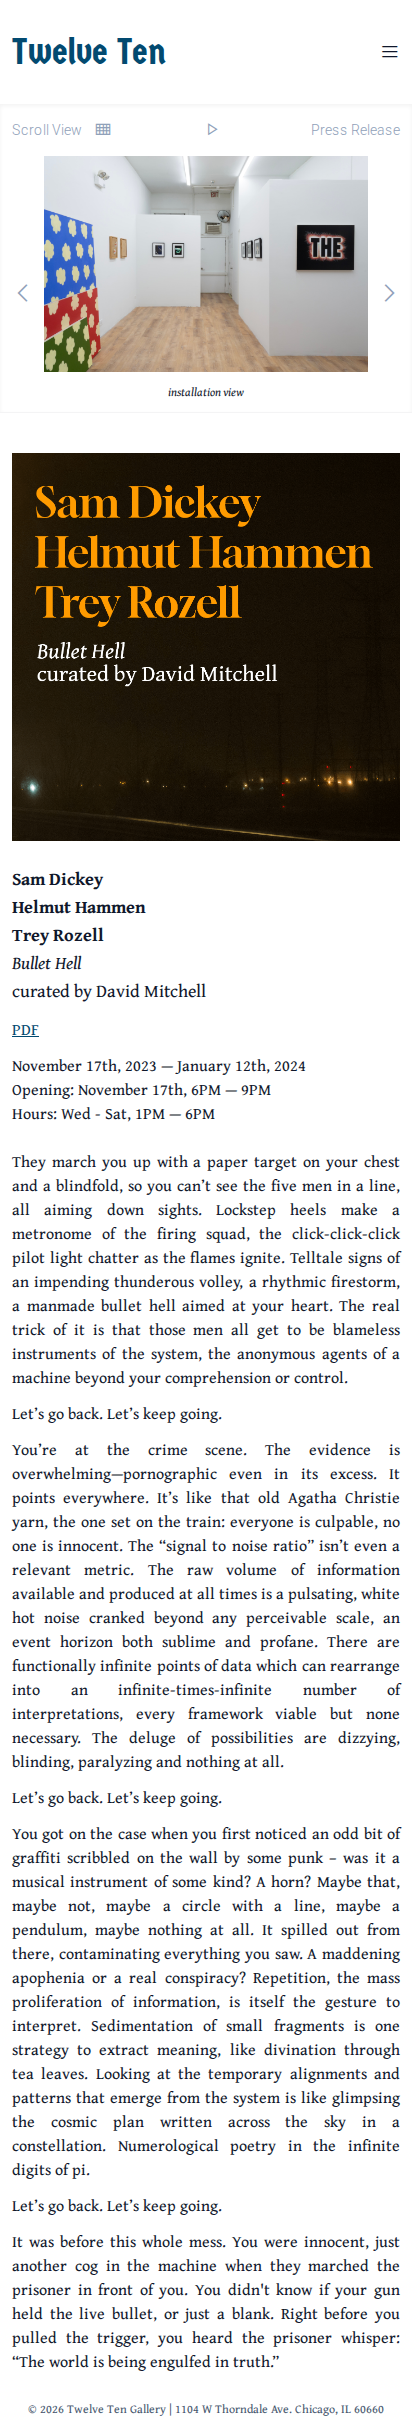 Twelve Ten
Scroll View
Press Release
THE
installation view
Sam Dickey
Helmut Hammen
Trey Rozell
Bullet Hell
curated by David Mitchell
Sam Dickey
Helmut Hammen
Trey Rozell
Bullet Hell
curated by David Mitchell
PDF
November 17th, 2023 — January 12th, 2024
Opening: November 17th, 6PM — 9PM
Hours: Wed - Sat, 1PM — 6PM
They march you up with a paper target on your chest
and a blindfold, so you can’t see the five men in a line,
all aiming down sights. Lockstep heels make a
metronome of the firing squad, the click-click-click
pilot light chatter as the flames ignite. Telltale signs of
an impending thunderous volley, a rhythmic firestorm,
a manmade bullet hell aimed at your heart. The real
trick of it is that those men all get to be blameless
instruments of the system, the anonymous agents of a
machine beyond your comprehension or control.
Let’s go back. Let’s keep going.
You’re at the crime scene. The evidence is
overwhelming—pornographic even in its excess. It
points everywhere. It’s like that old Agatha Christie
yarn, the one set on the train: everyone is culpable, no
one is innocent. The “signal to noise ratio” isn’t even a
relevant metric. The raw volume of information
available and produced at all times is a pulsating, white
hot noise cranked beyond any perceivable scale, an
event horizon both sublime and profane. There are
functionally infinite points of data which can rearrange
into an infinite-times-infinite number of
interpretations, every framework viable but none
necessary. The deluge of possibilities are dizzying,
blinding, paralyzing and nothing at all.
Let’s go back. Let’s keep going.
You got on the case when you first noticed an odd bit of
graffiti scribbled on the wall by some punk – was it a
musical instrument of some kind? A horn? Maybe that,
maybe not, maybe a circle with a line, maybe a
pendulum, maybe nothing at all. It spilled out from
there, contaminating everything you saw. A maddening
apophenia or a real conspiracy? Repetition, the mass
proliferation of information, is itself the gesture to
interpret. Sedimentation of small fragments is one
strategy to extract meaning, like divination through
tea leaves. Looking at the temporary alignments and
patterns that emerge from the system is like glimpsing
the cosmic plan written across the sky in a
constellation. Numerological poetry in the infinite
digits of pi.
Let’s go back. Let’s keep going.
It was before this whole mess. You were innocent, just
another cog in the machine when they marched the
prisoner in front of you. You didn't know if your gun
held the live bullet, or just a blank. Right before you
pulled the trigger, you heard the prisoner whisper:
“The world is being engulfed in truth.”
© 2026 Twelve Ten Gallery | 1104 W Thorndale Ave. Chicago, IL 60660